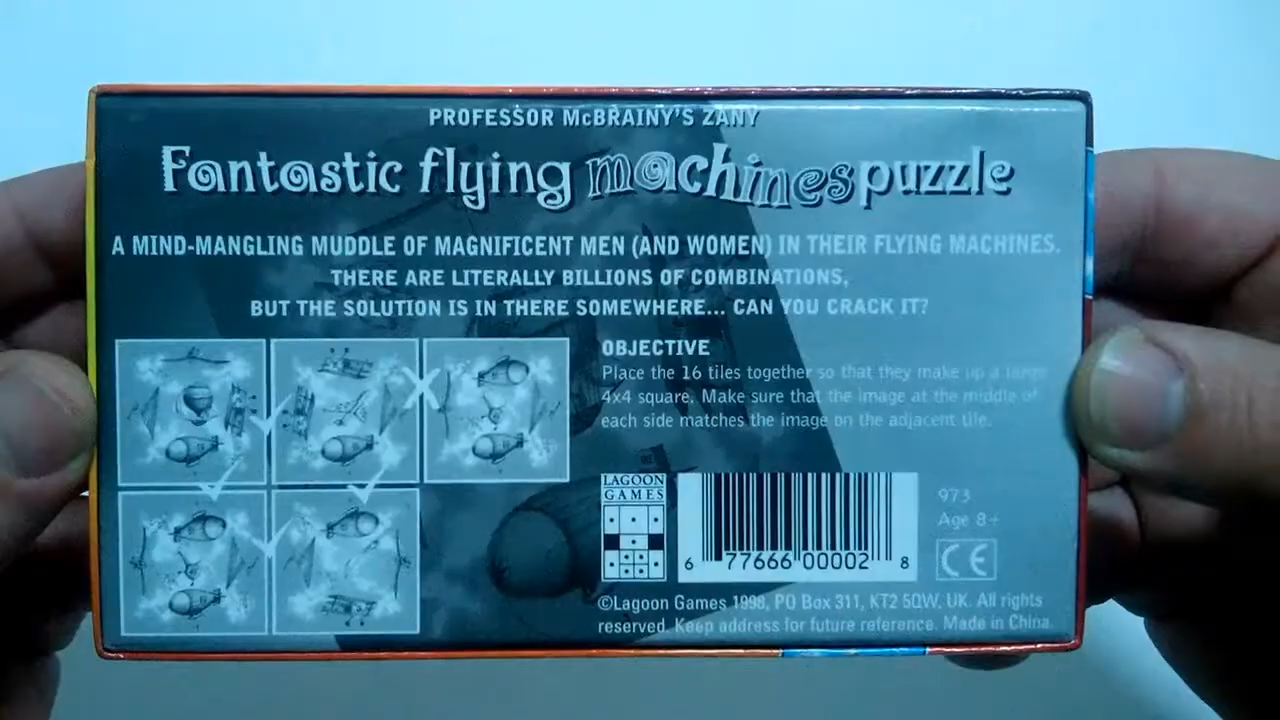 PROFESSOR McBRAINY'S ZANY
Fantastic flying machines puzzle
A MIND-MANGLING MUDDLE OF MAGNIFICENT MEN (AND WOMEN) IN THEIR FLYING MACHINES.
THERE ARE LITERALLY BILLIONS OF COMBINATIONS,
BUT THE SOLUTION IS IN THERE SOMEWHERE... CAN YOU CRACK IT?
OBJECTIVE
Place the 16 tiles together so that they make up a large
4x4 square. Make sure that the image at the middle of
each side matches the image on the adjacent tile.
LAGOON
GAMES
6 77666 00002 8
973
Age 8+
CE
©Lagoon Games 1998, PO Box 311, KT2 5QW, UK. All rights
reserved. Keep address for future reference. Made in China.